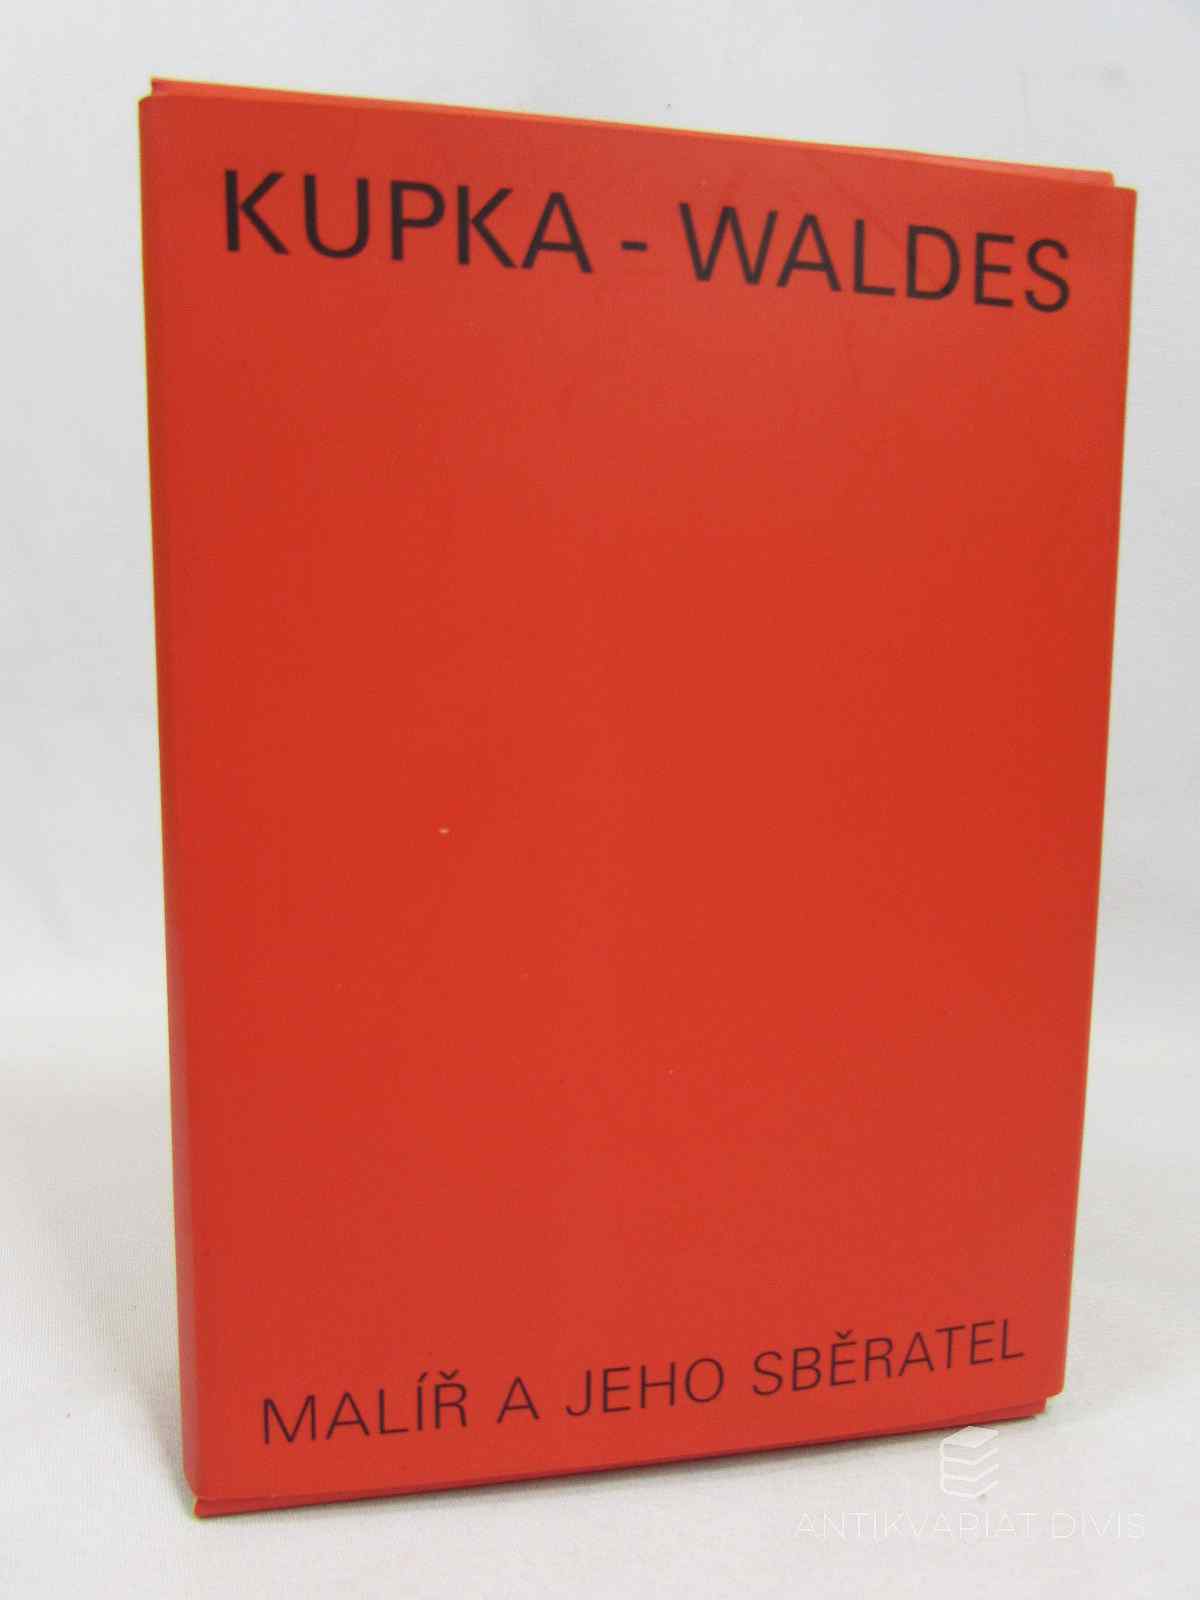 KUPKA - WALDES
MALÍŘ A JEHO SBĚRATEL
ANTIKVARIAT DIVIS